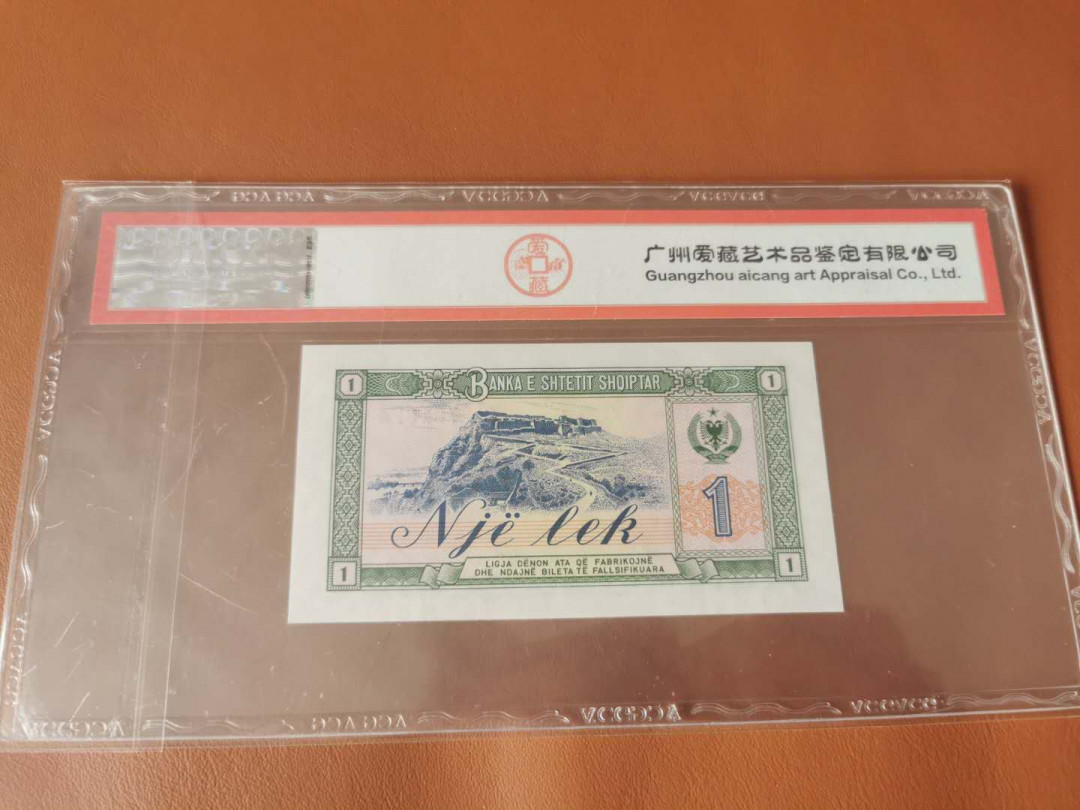 爱藏
广州爱藏艺术品鉴定有限公司
Guangzhou aicang art Appraisal Co., Ltd.
1
BANKA E SHTETIT SHQIPTAR
1
1
Një lek
LIGJA DËNON ATA QË FABRIKOJNË
DHE NDAJNË BILETA TË FALLSIFIKUARA
1
1